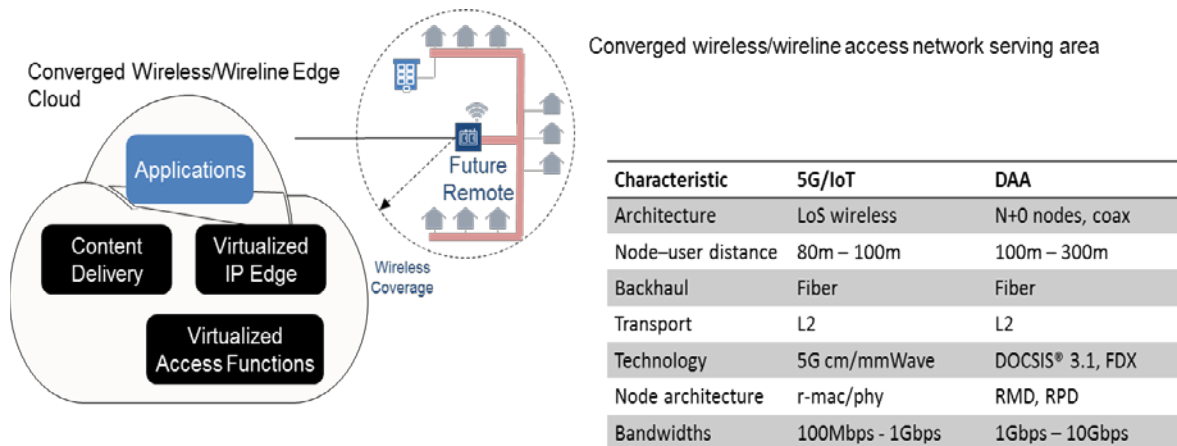 Converged wireless/wireline access network serving area
Converged Wireless/Wireline Edge
Cloud
Applications
Content
Delivery
Virtualized
IP Edge
Virtualized
Access Functions
Future
Remote
Wireless
Coverage
Characteristic 5G/IoT DAA
Architecture LoS wireless N+0 nodes, coax
Node–user distance 80m – 100m 100m – 300m
Backhaul Fiber Fiber
Transport L2 L2
Technology 5G cm/mmWave DOCSIS® 3.1, FDX
Node architecture r-mac/phy RMD, RPD
Bandwidths 100Mbps - 1Gbps 1Gbps – 10Gbps